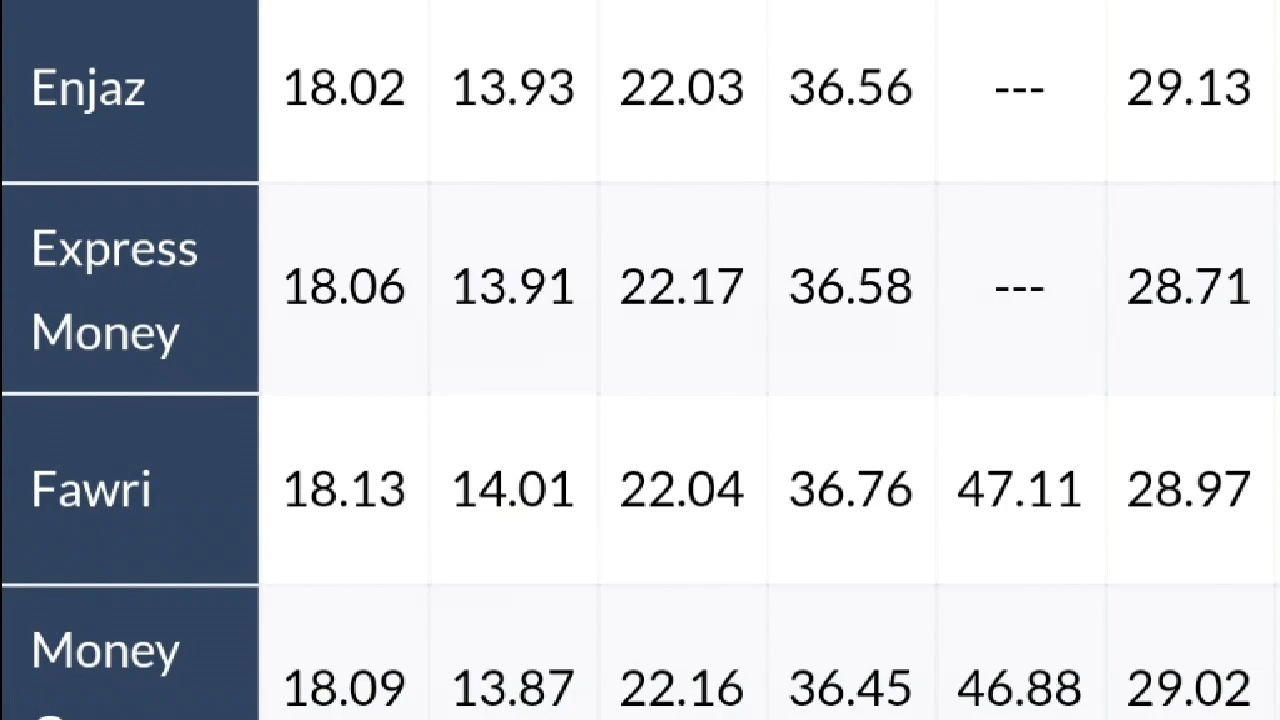 Enjaz 18.02 13.93 22.03 36.56 --- 29.13
Express
Money 18.06 13.91 22.17 36.58 --- 28.71
Fawri 18.13 14.01 22.04 36.76 47.11 28.97
Money
18.09 13.87 22.16 36.45 46.88 29.02